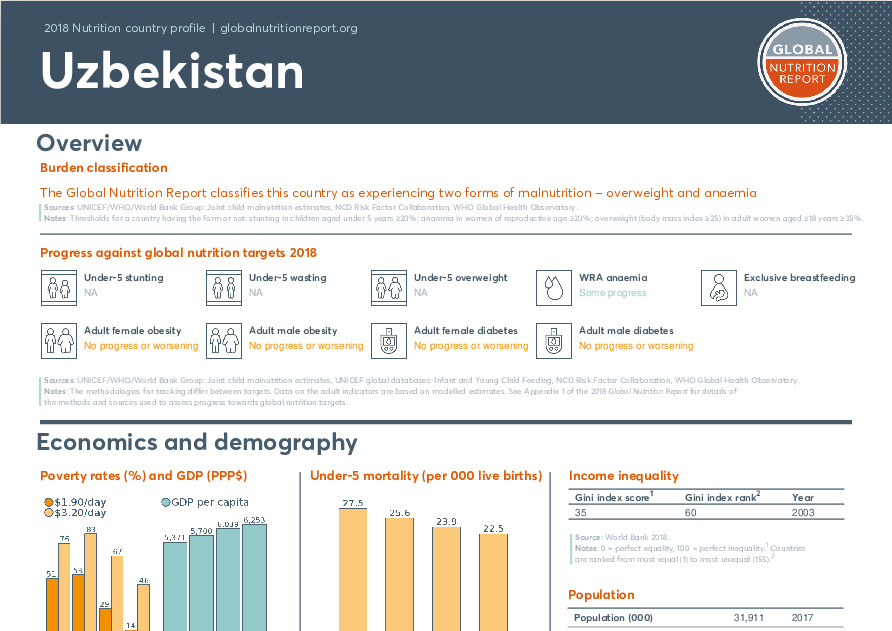 2018 Nutrition country profile | globalnutritionreport.org
Uzbekistan
GLOBAL
NUTRITION
REPORT
Overview
Burden classification
The Global Nutrition Report classifies this country as experiencing two forms of malnutrition – overweight and anaemia
Sources: UNICEF/WHO/World Bank Group: Joint child malnutrition estimates, NCD Risk Factor Collaboration, WHO Global Health Observatory.
Notes: Thresholds for a country having the form or not: stunting in children aged under 5 years ≥20%; anaemia in women of reproductive age ≥20%; overweight (body mass index ≥25) in adult women aged ≥18 years ≥35%.
Progress against global nutrition targets 2018
Under-5 stunting
NA
Under-5 wasting
NA
Under-5 overweight
NA
WRA anaemia
Some progress
Exclusive breastfeeding
NA
Adult female obesity
No progress or worsening
Adult male obesity
No progress or worsening
Adult female diabetes
No progress or worsening
Adult male diabetes
No progress or worsening
Sources: UNICEF/WHO/World Bank Group: Joint child malnutrition estimates, UNICEF global databases: Infant and Young Child Feeding, NCD Risk Factor Collaboration, WHO Global Health Observatory.
Notes: The methodologies for tracking differ between targets. Data on the adult indicators are based on modelled estimates. See Appendix 1 of the 2018 Global Nutrition Report for details of
the methods and sources used to assess progress towards global nutrition targets.
Economics and demography
Poverty rates (%) and GDP (PPP$)
$1.90/day
$3.20/day
GDP per capita
51 76 53 83 29 67 14 46
5,371 5,700 6,039 6,253
Under-5 mortality (per 000 live births)
27.5 25.6 23.9 22.5
Income inequality
Gini index score1 Gini index rank2 Year
35 60 2003
Source: World Bank 2018.
Notes: 0 = perfect equality, 100 = perfect inequality.1 Countries
are ranked from most equal (1) to most unequal (155).2
Population
Population (000) 31,911 2017